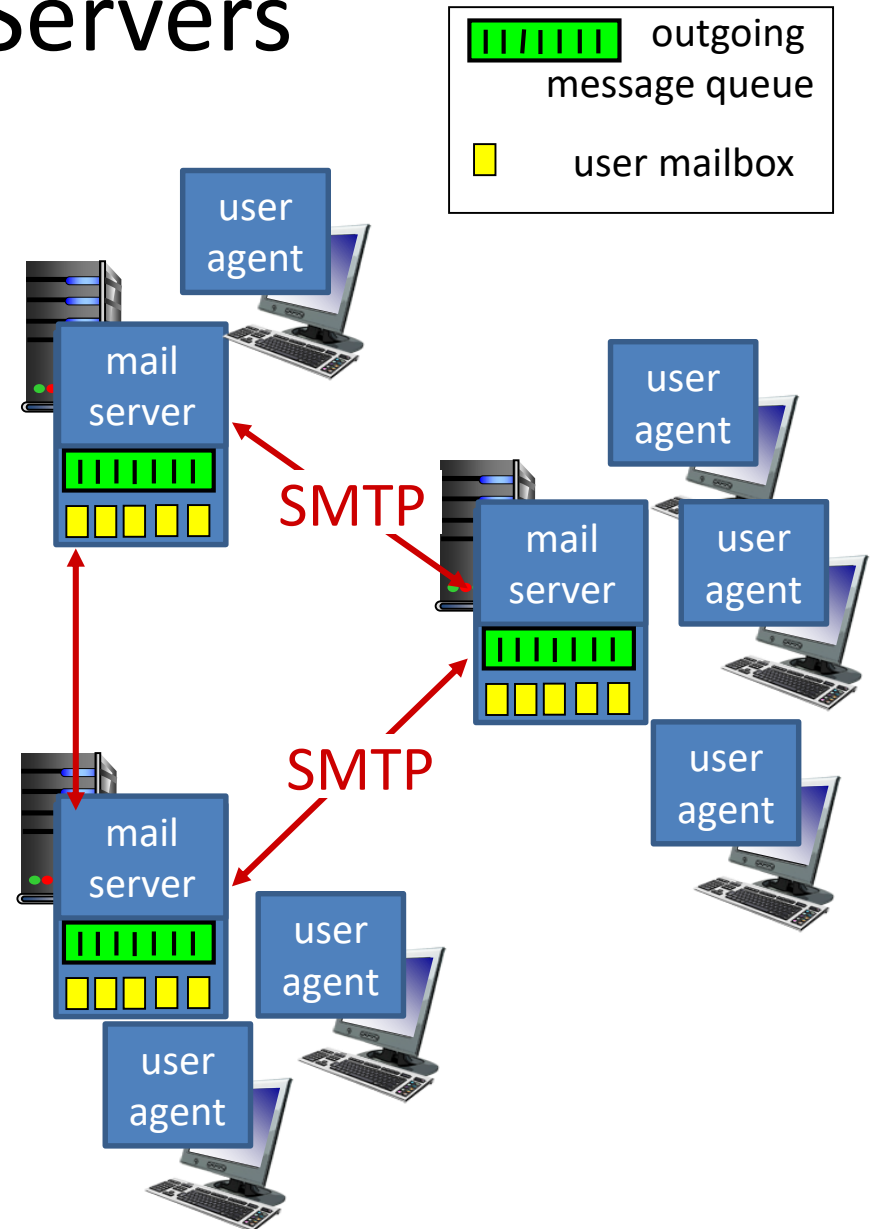 Servers
outgoing
message queue
user mailbox
user
agent
mail
server
SMTP
user
agent
mail
server
user
agent
SMTP
user
agent
mail
server
user
agent
user
agent